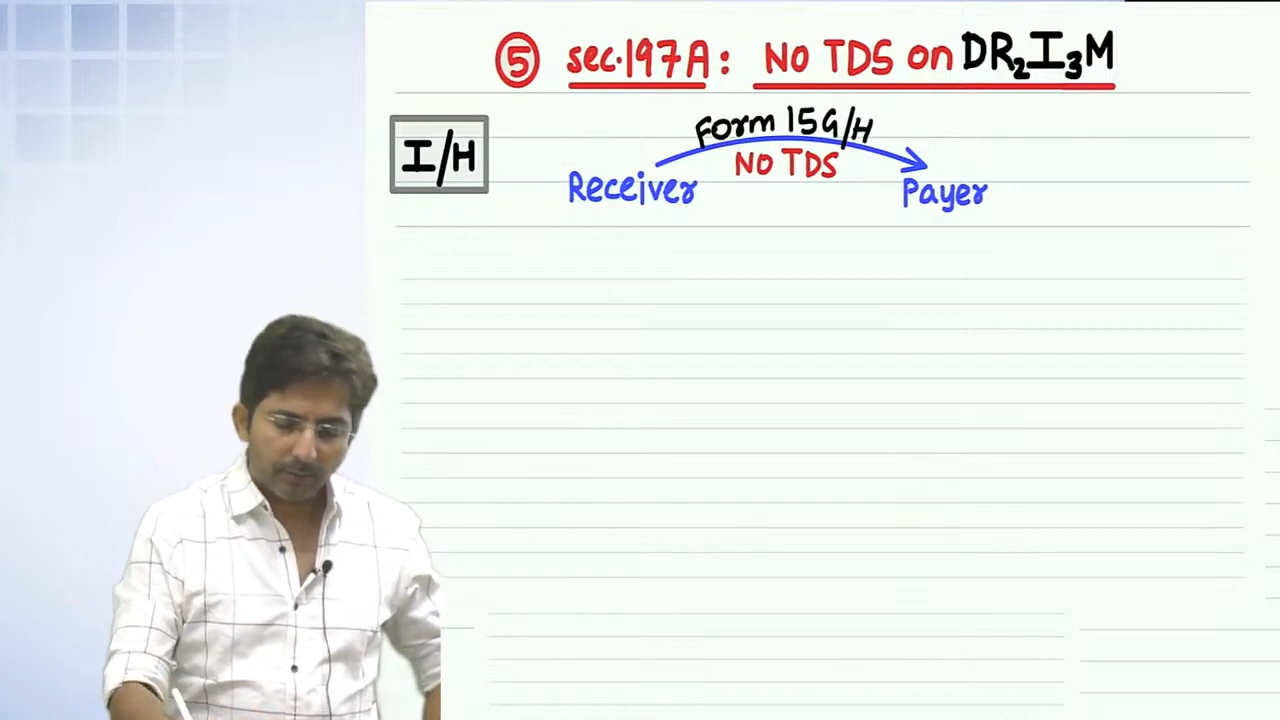 5 sec.197A: NO TDS on DR₂I₃M
Form 15G/H
I/H
NO TDS
Receiver Payer